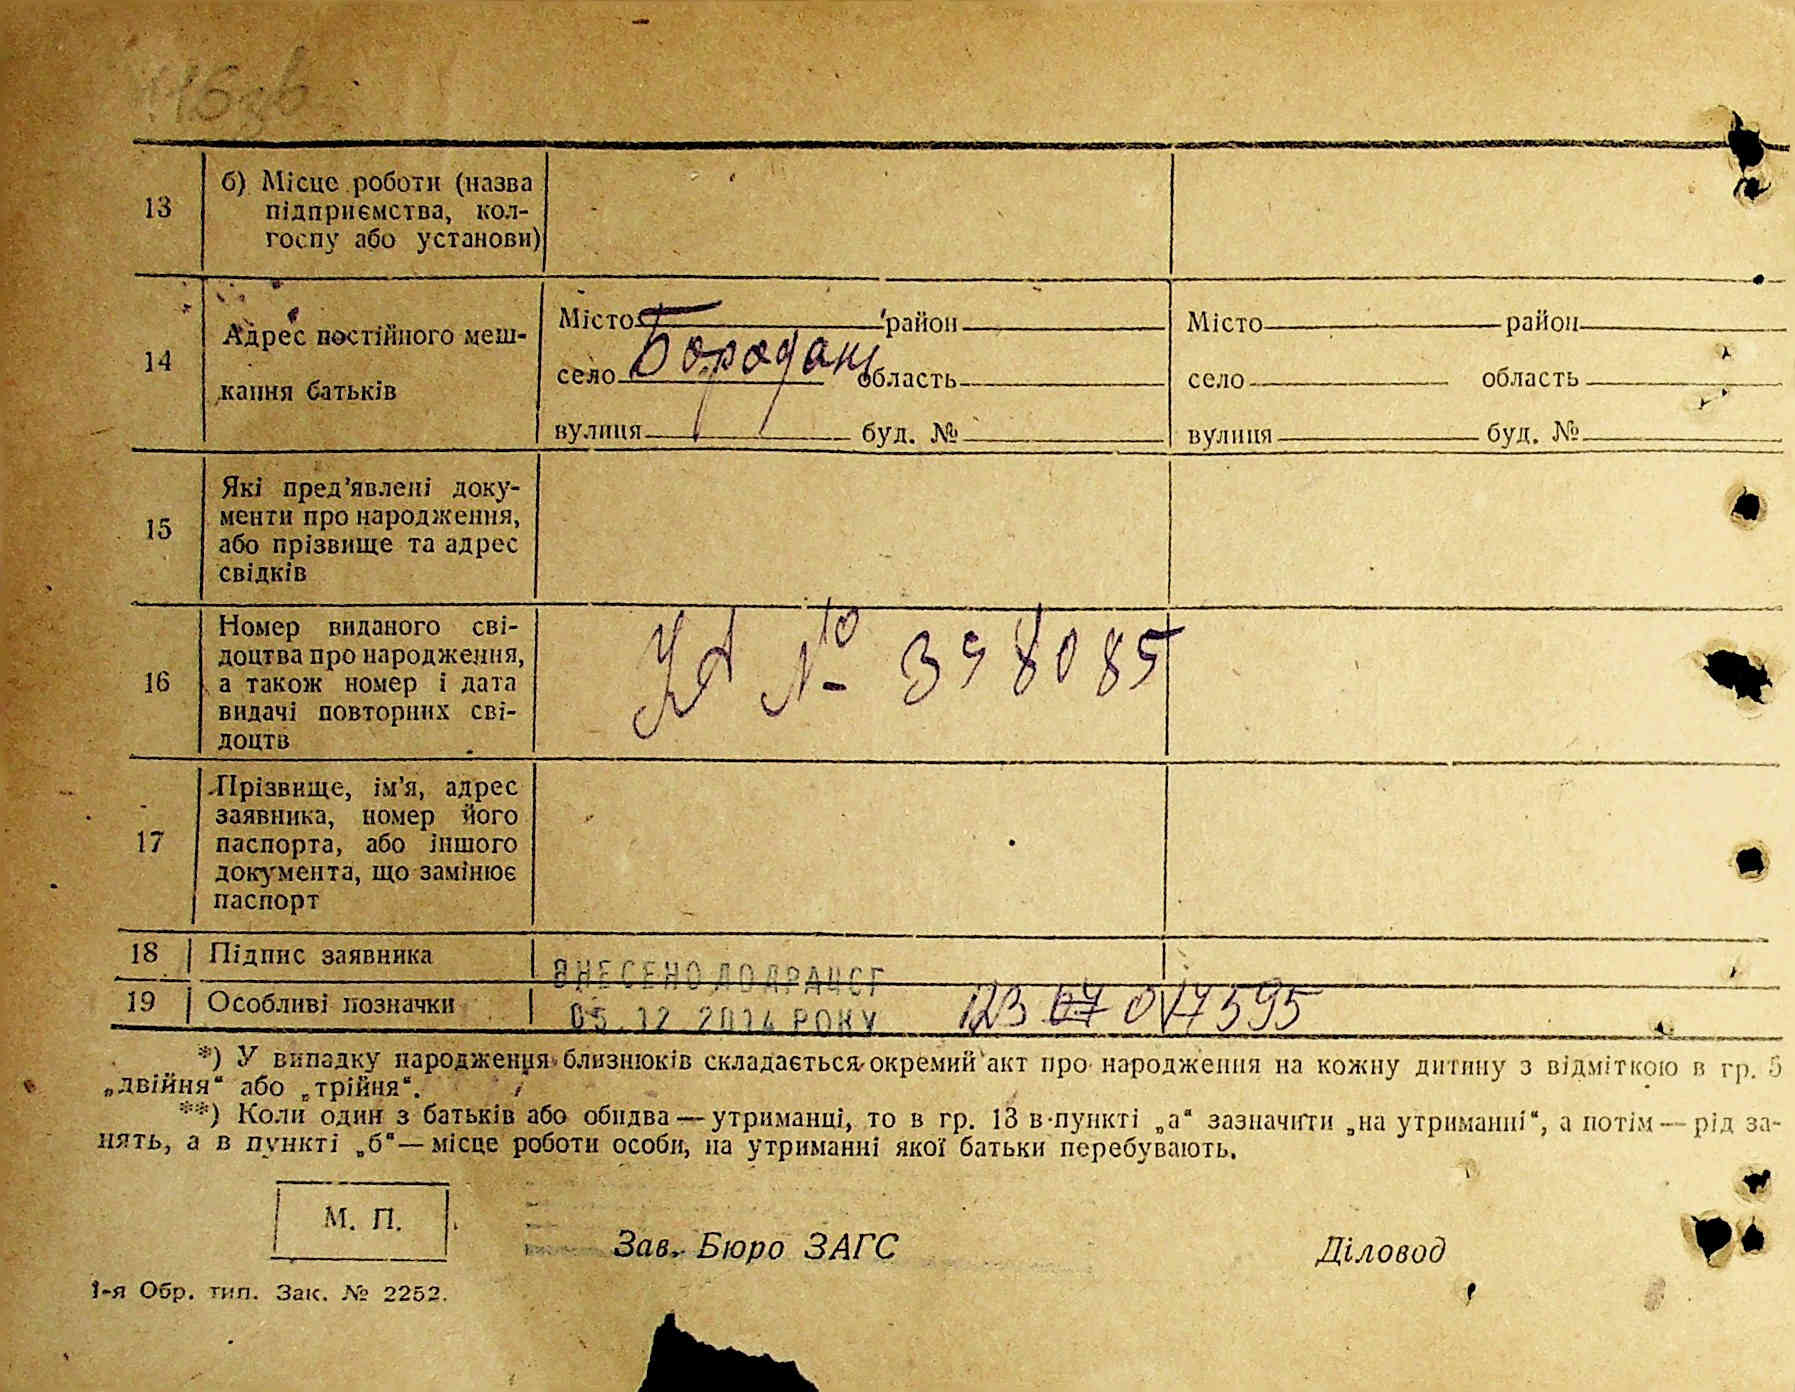 116зв
13
б) Місце роботи (назва
підприємства, кол-
госпу або установи)
14
Адрес постійного меш-
кання батьків
Місто район
село Бородани область
вулиця буд. №
Місто район
село область
вулиця буд. №
15
Які пред’явлені доку-
менти про народження,
або прізвище та адрес
свідків
16
Номер виданого сві-
доцтва про народження,
а також номер і дата
видачі повторних сві-
доцтв
УА № 398085
17
Прізвище, ім’я, адрес
заявника, номер його
паспорта, або іншого
документа, що замінює
паспорт
18 Підпис заявника
ВНЕСЕНО ДО ДРАЦСГ
19 Особливі позначки
05.12 2014 РОКУ
*) У випадку народження близнюків складається окремий акт про народження на кожну дитину з відміткою в гр. 5
„двійня“ або „трійня“.
**) Коли один з батьків або обидва — утриманці, то в гр. 13 в пункті „а“ зазначити „на утриманні“, а потім — рід за-
нять, а в пункті „б“ — місце роботи особи, на утриманні якої батьки перебувають.
М. П.
Зав. Бюро ЗАГС Діловод
1-я Обр. тип. Зак. № 2252.